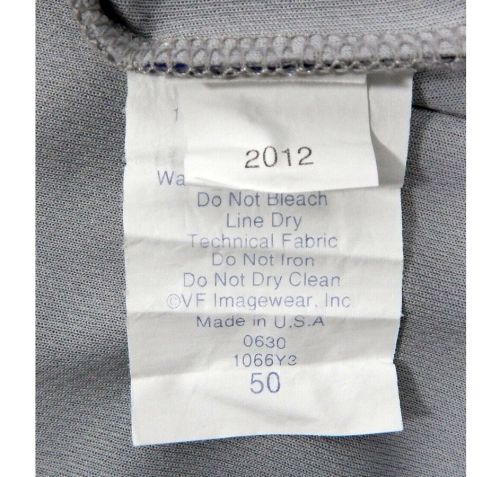 2012
Wa
Do Not Bleach
Line Dry
Technical Fabric
Do Not Iron
Do Not Dry Clean
©VF Imagewear, Inc
Made in U.S.A
0630
1066Y3
50